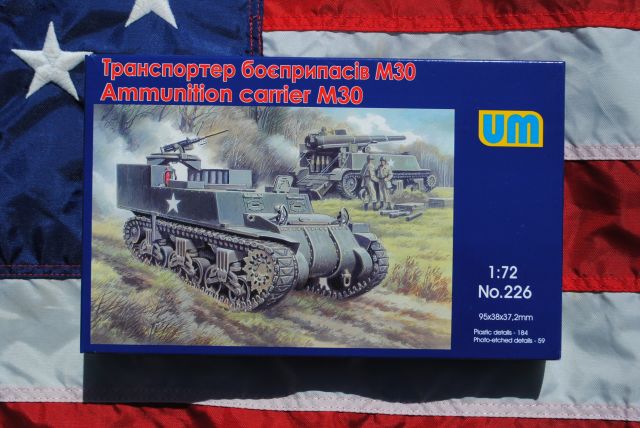 Транспортер боєприпасів М30
Ammunition carrier M30
UM
1:72
No.226
95x38x37,2mm
Plastic details - 184
Photo-etched details - 59